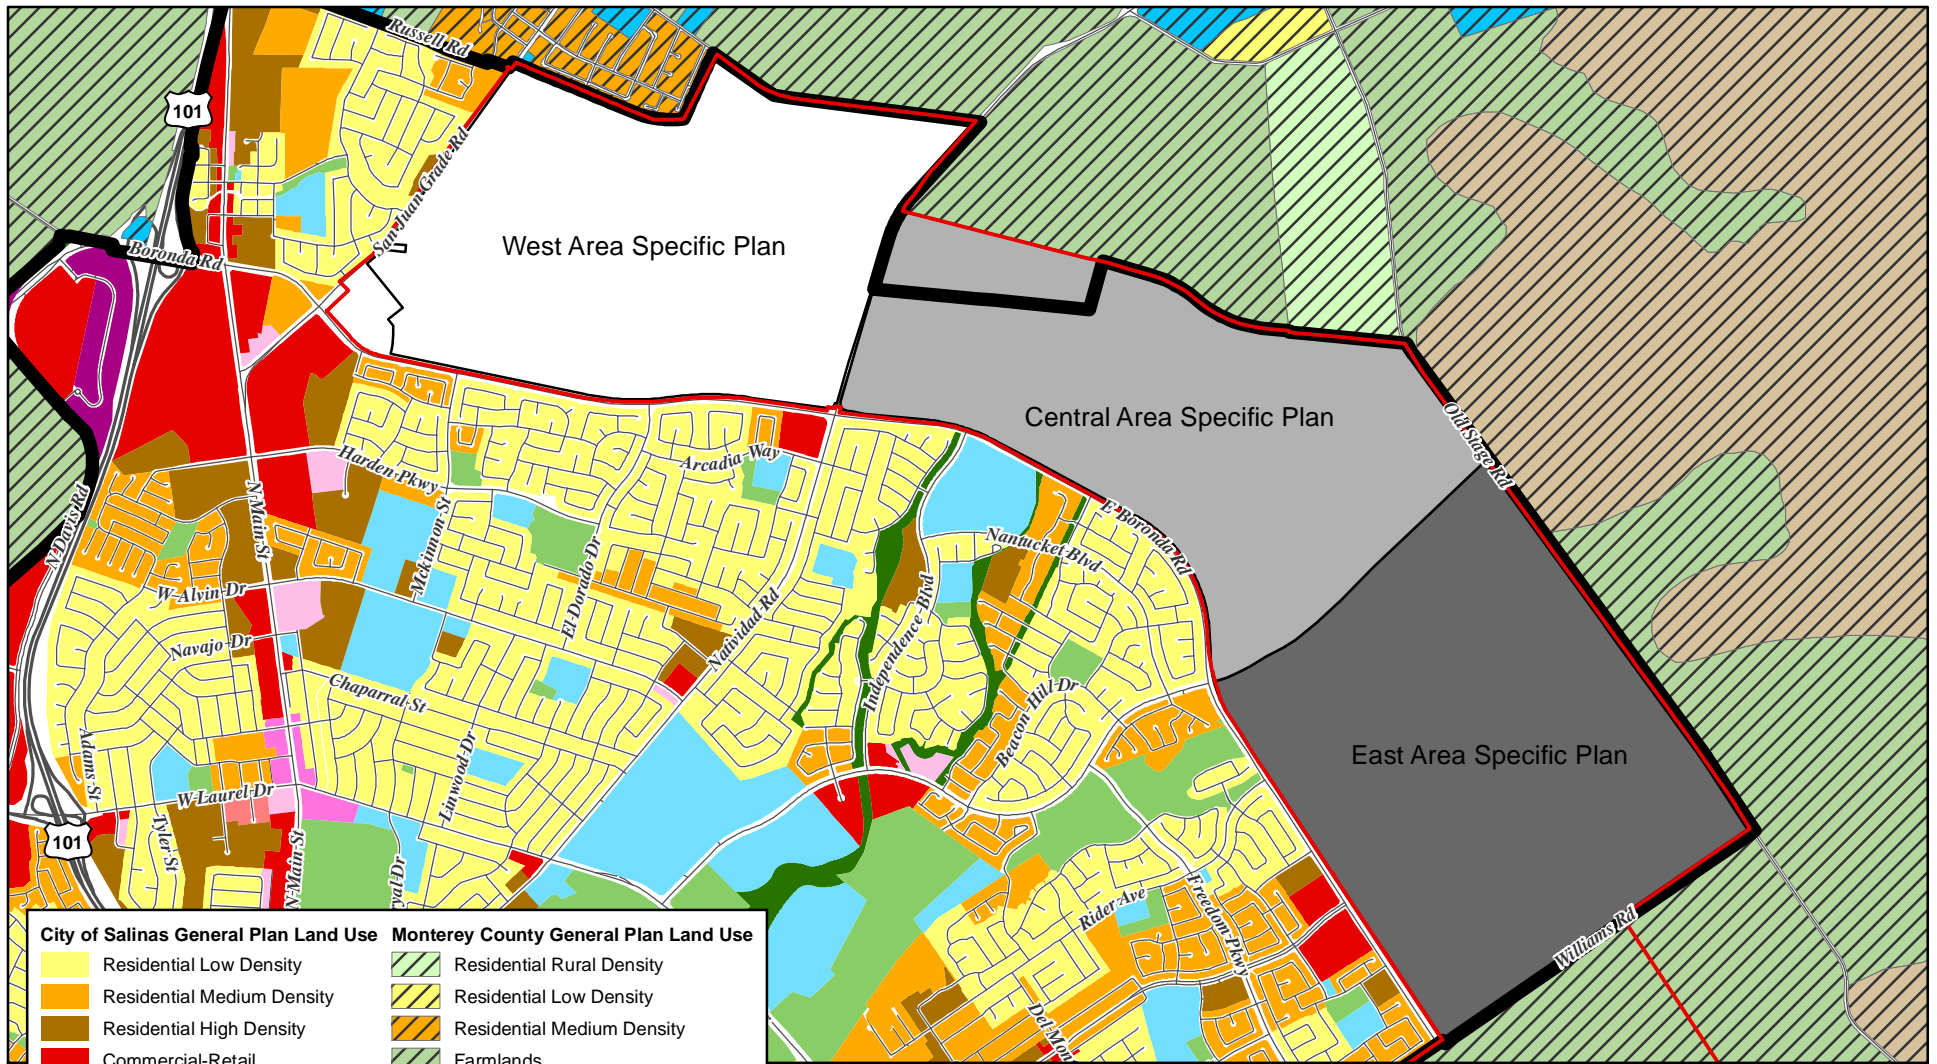 Russell Rd
101
San Juan Grade Rd
West Area Specific Plan
Boronda Rd
Central Area Specific Plan
Old Stage Rd
Arcadia Way
Harden Pkwy
N Davis Rd
N Main St
Mckinnon St
E Boronda Rd
Nantucket Blvd
El Dorado Dr
W Alvin Dr
Independence Blvd
Natividad Rd
Navajo Dr
Chaparral St
Beacon Hill Dr
Linwood Dr
Adams St
East Area Specific Plan
W Laurel Dr
Tyler St
101
N Main St
ryal Dr
Rider Ave
Freedom Pkwy
Williams Rd
Del Mon
City of Salinas General Plan Land Use
Residential Low Density
Residential Medium Density
Residential High Density
Commercial-Retail
Monterey County General Plan Land Use
Residential Rural Density
Residential Low Density
Residential Medium Density
Farmlands